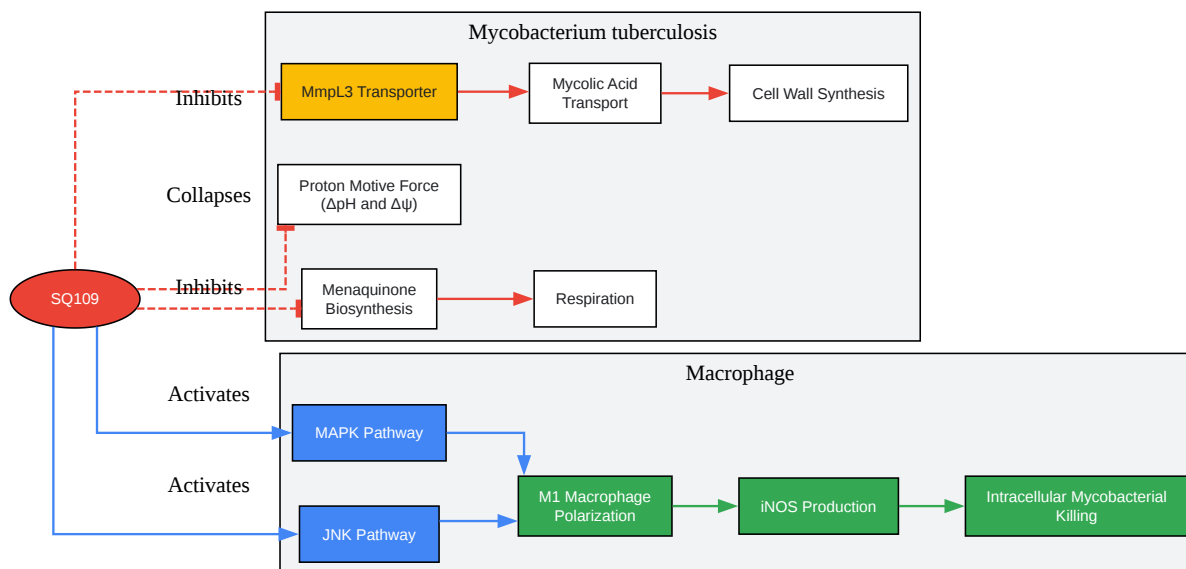 Mycobacterium tuberculosis
Inhibits
MmpL3 Transporter
Mycolic Acid
Transport
Cell Wall Synthesis
Collapses
Proton Motive Force
(ΔpH and Δψ)
SQ109
Inhibits
Menaquinone
Biosynthesis
Respiration
Macrophage
Activates
MAPK Pathway
Activates
JNK Pathway
M1 Macrophage
Polarization
iNOS Production
Intracellular Mycobacterial
Killing